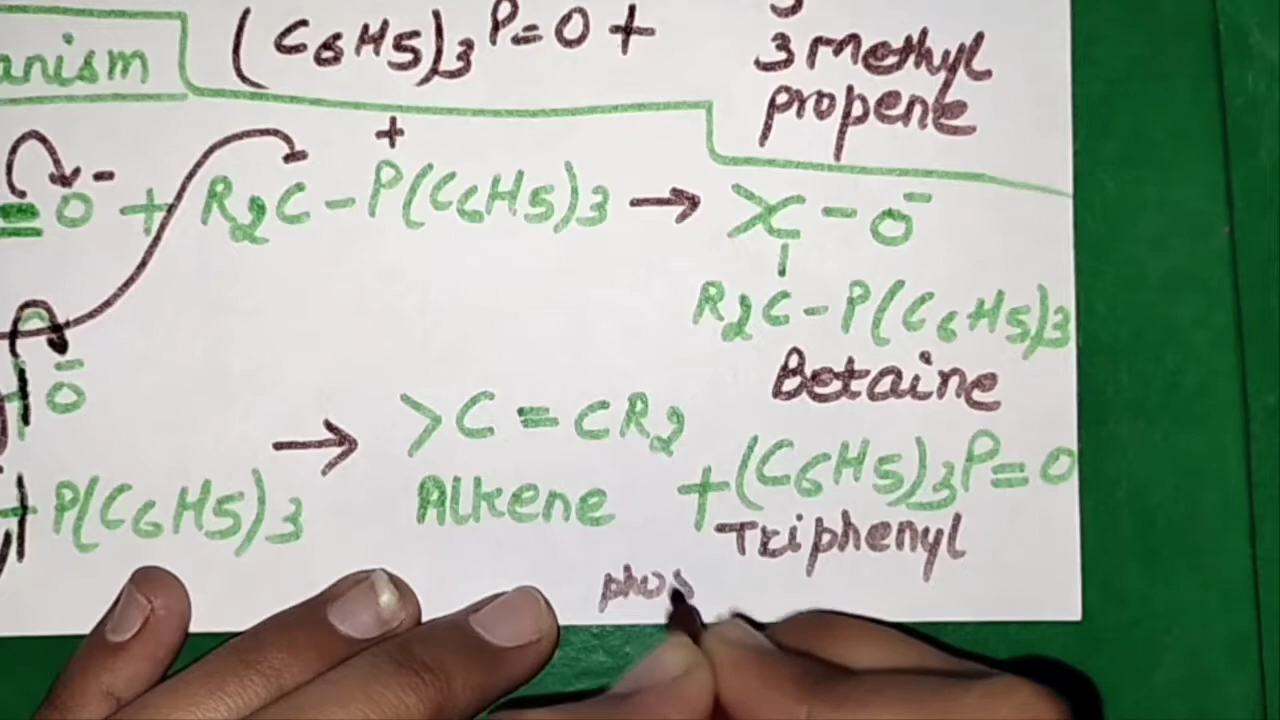 (C6H5)3P=O +
3 methyl
propene
anism
=O⁻ + R2C-P⁺(C6H5)3 → >C-O⁻
R2C-P(C6H5)3
Betaine
O⁻
→ >C=CR2
+(C6H5)3P=O
P(C6H5)3
Alkene
Triphenyl
phos